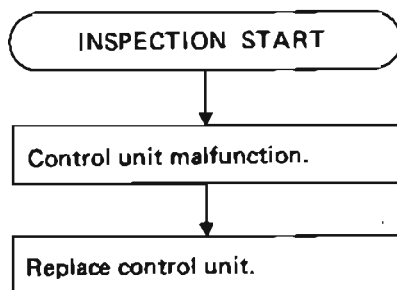 INSPECTION START
Control unit malfunction.
Replace control unit.